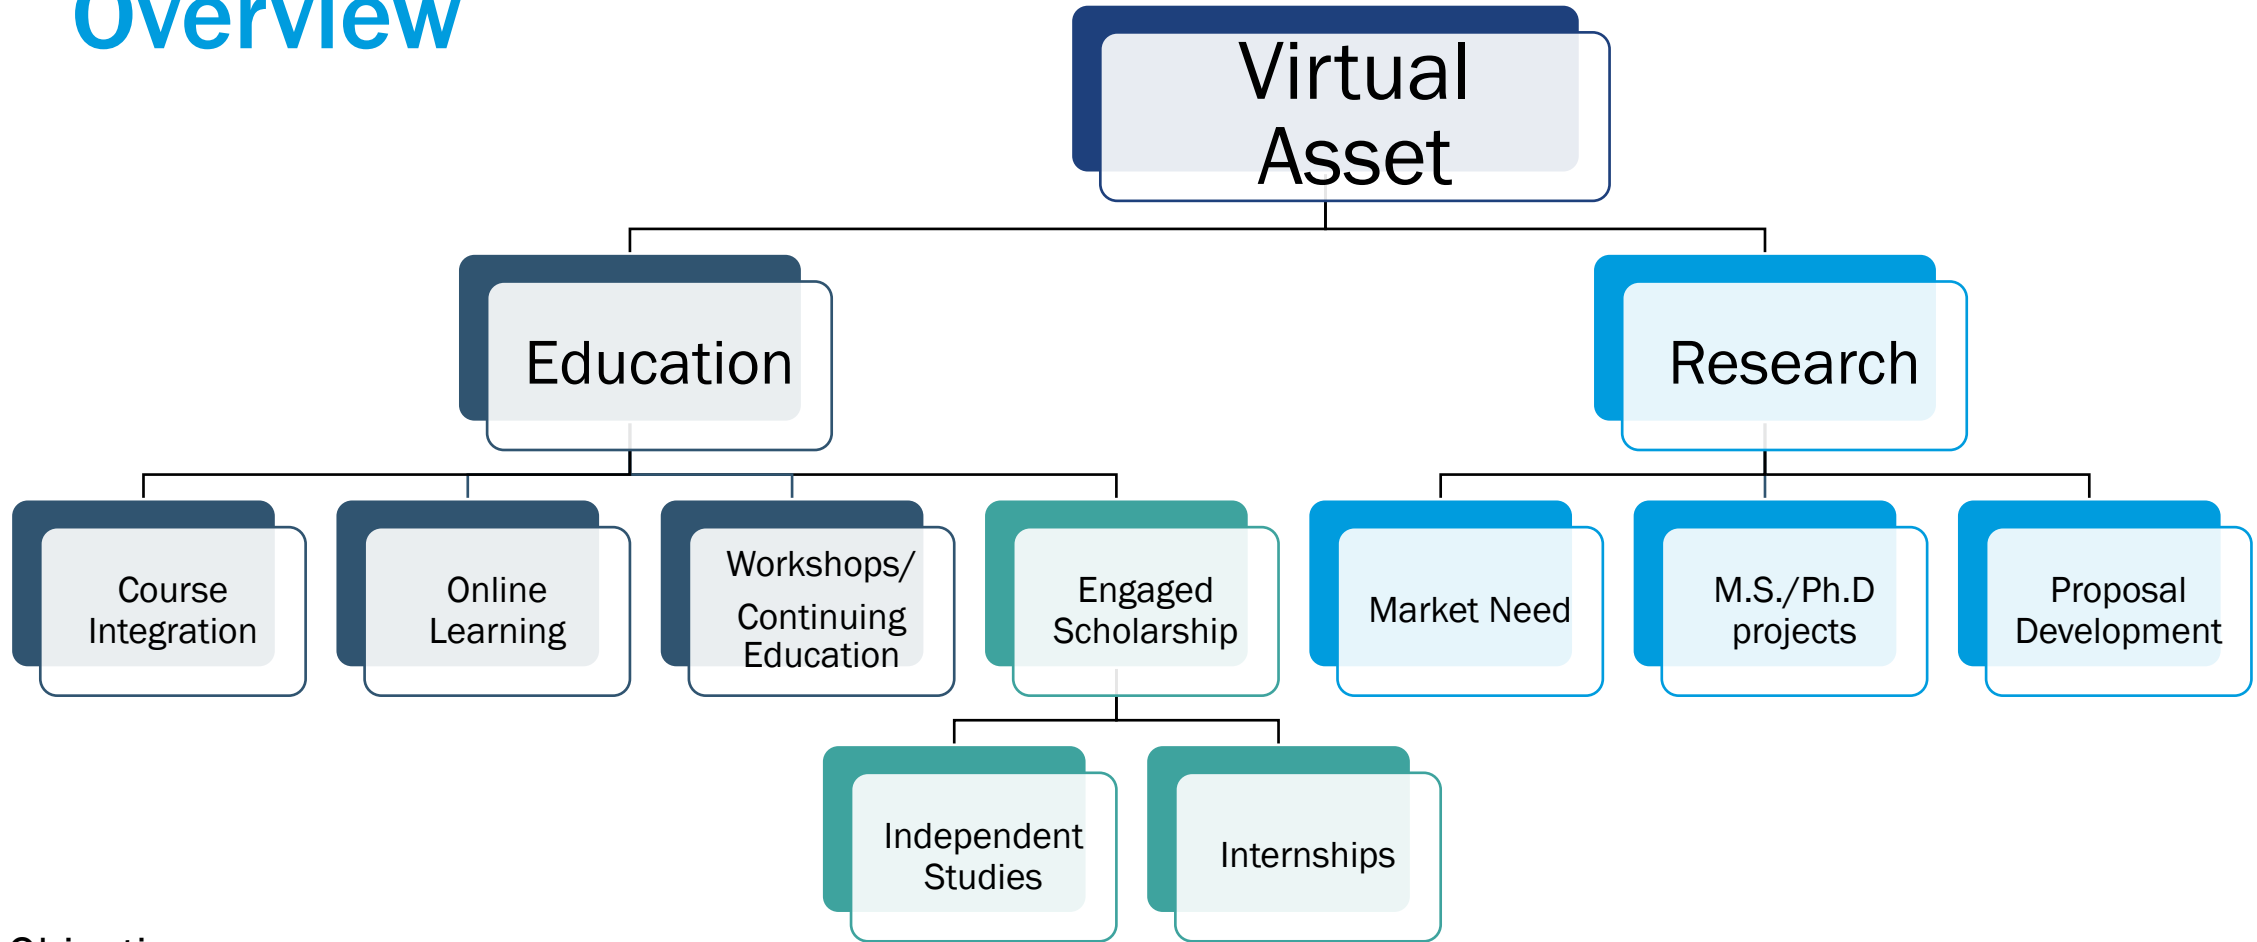 Overview
Virtual
Asset
Education
Research
Course
Integration
Online
Learning
Workshops/
Continuing
Education
Engaged
Scholarship
Market Need
M.S./Ph.D
projects
Proposal
Development
Independent
Studies
Internships